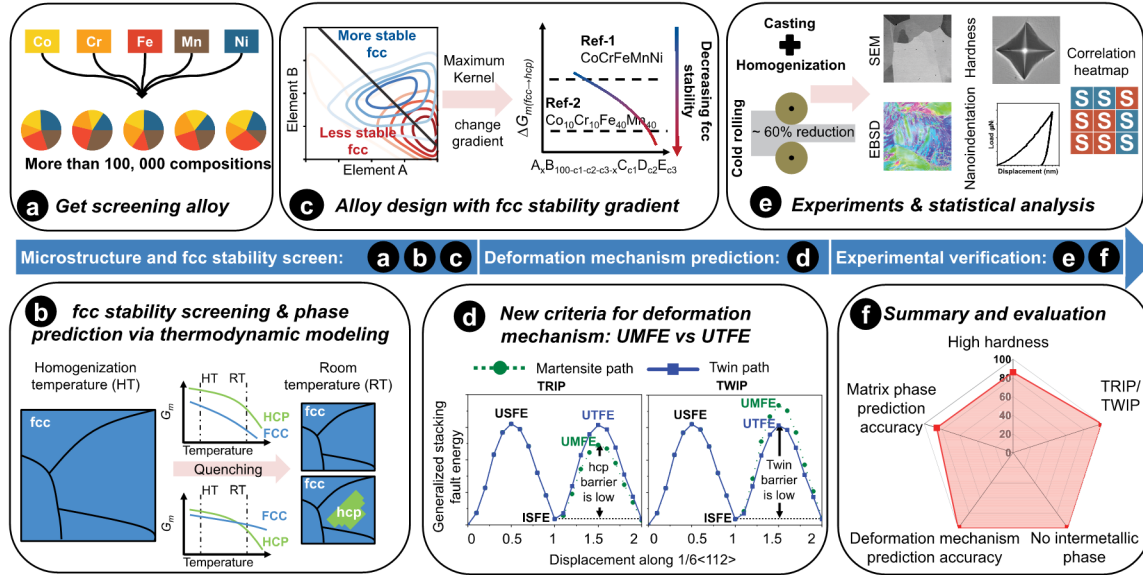 Co Cr Fe Mn Ni
More than 100, 000 compositions
a Get screening alloy
Element B
More stable
fcc
Less stable
fcc
Element A
Maximum
Kernel
change
gradient
ΔGm(fcc→hcp)
Ref-1
CoCrFeMnNi
Ref-2
Co10Cr10Fe40Mn40
AxB100-c1-c2-c3-xCc1Dc2Ec3
Decreasing fcc
stability
c Alloy design with fcc stability gradient
Casting
Homogenization
Cold rolling
~ 60% reduction
SEM
EBSD
Hardness
Nanoindentation
Load μN
Displacement (nm)
Correlation
heatmap
S S S
S S S
S S S
e Experiments & statistical analysis
Microstructure and fcc stability screen: a b c
Deformation mechanism prediction: d
Experimental verification: e f
b fcc stability screening & phase
prediction via thermodynamic modeling
Homogenization
temperature (HT)
fcc
Gm
HT RT
HCP
FCC
Temperature
Quenching
Gm
HT RT
FCC
HCP
Temperature
Room
temperature (RT)
fcc
fcc
hcp
d New criteria for deformation
mechanism: UMFE vs UTFE
Martensite path
Twin path
TRIP
TWIP
Generalized stacking
fault energy
USFE
UTFE
UMFE
hcp
barrier
is low
ISFE
0 0.5 1 1.5 2
USFE
UMFE
UTFE
Twin
barrier
is low
ISFE
0 0.5 1.0 1.5 2
Displacement along 1/6<112>
f Summary and evaluation
High hardness
100
80
60
40
20
0
Matrix phase
prediction
accuracy
TRIP/
TWIP
Deformation mechanism
prediction accuracy
No intermetallic
phase